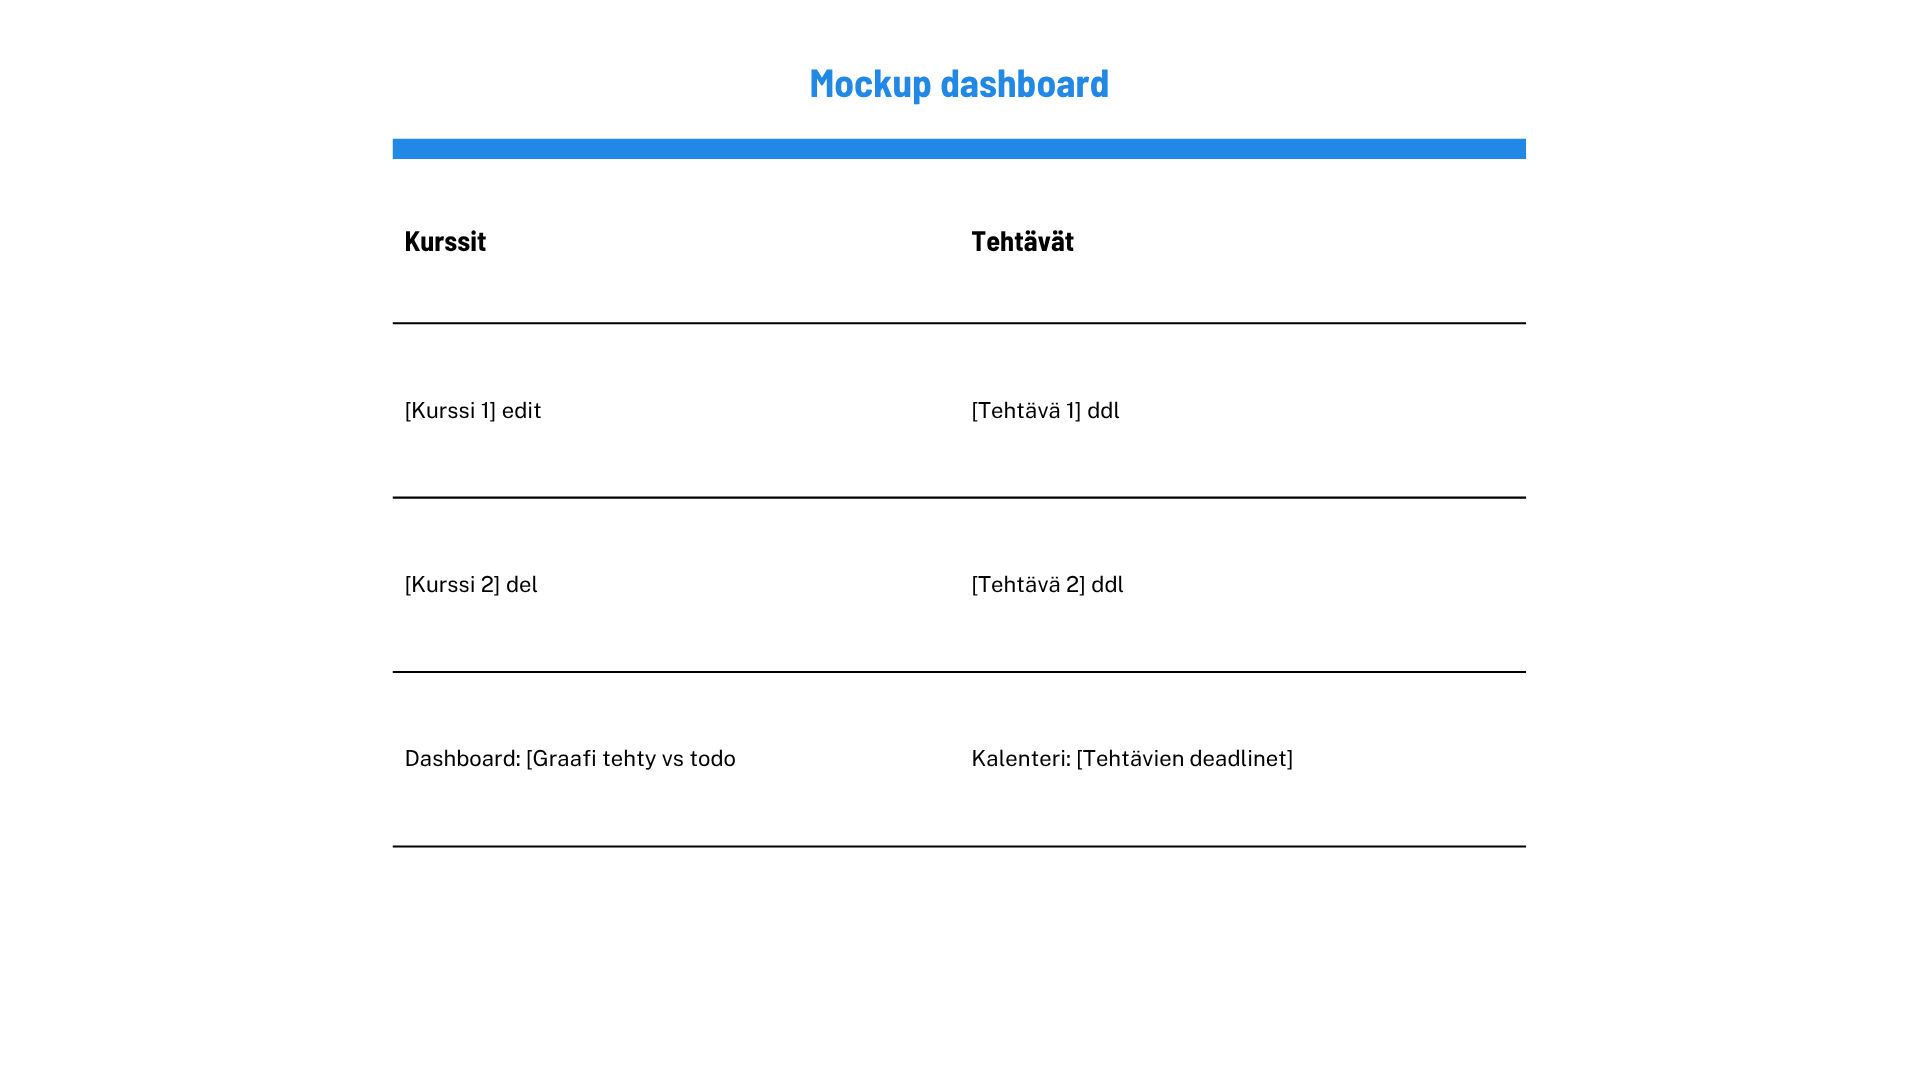 Mockup dashboard
Kurssit
Tehtävät
[Kurssi 1] edit
[Tehtävä 1] ddl
[Kurssi 2] del
[Tehtävä 2] ddl
Dashboard: [Graafi tehty vs todo
Kalenteri: [Tehtävien deadlinet]